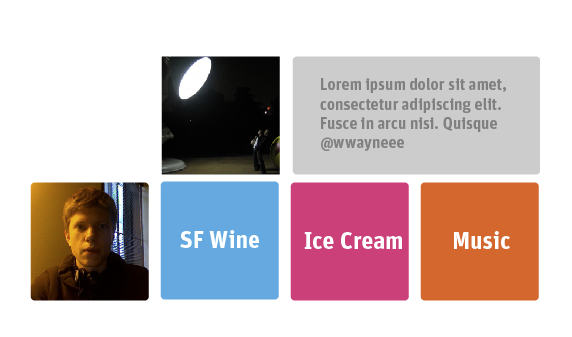 Lorem ipsum dolor sit amet,
consectetur adipiscing elit.
Fusce in arcu nisi. Quisque
@wwayneee
SF Wine
Ice Cream
Music